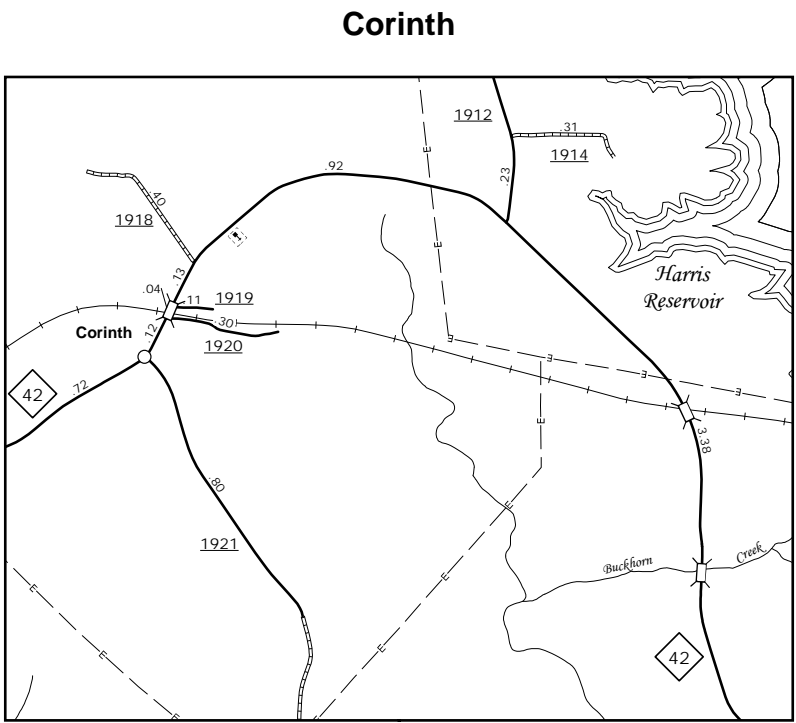 Corinth
1912
.31
1914
.92
.23
.40
1918
Harris
Reservoir
.13
.04
.11
1919
.30
1920
Corinth
.12
42
.72
3.38
.80
1921
Buckhorn
Creek
42
E
E
E
E
E
E
E
E
E
E
E
E
E